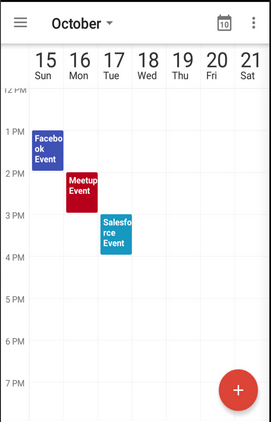 October
10
15 16 17 18 19 20 21
Sun Mon Tue Wed Thu Fri Sat
12 PM
1 PM
Facebo
ok
Event
2 PM
Meetup
Event
3 PM
Salesfo
rce
Event
4 PM
5 PM
6 PM
+
7 PM